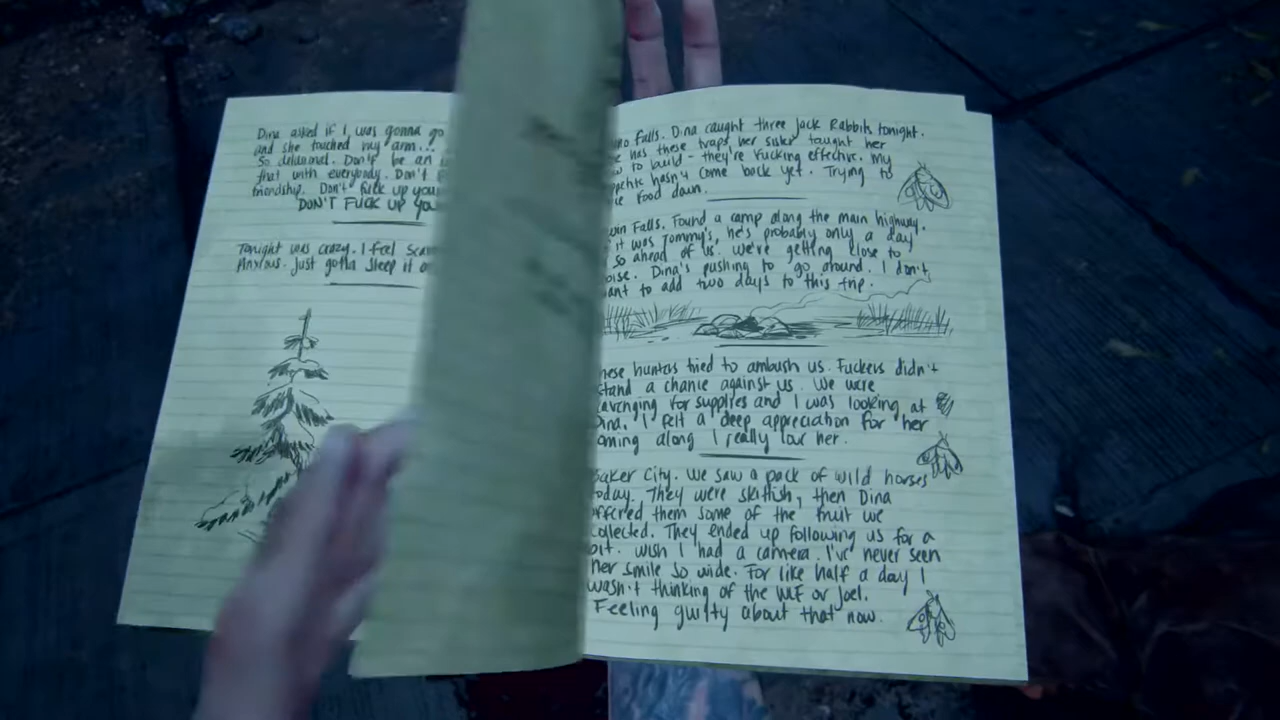 Dina asked if I was gonna go
and she touched my arm...
So delusional. Don't be an
that with everybody. Don't
friendship. Don't fuck up your
DON'T FUCK UP YOU
Tonight was crazy. I feel
Anxious. Just gotta sleep it
Falls. Dina caught three Jack Rabbits tonight.
has these traps her sister taught her
to build - they're fucking effective. My
hasn't come back yet. Trying to
food down.
Falls. Found a camp along the main highway.
it was Tommy's, he's probably only a day
so ahead of us. We're getting close to
Dina's pushing to go around. I don't
to add two days to this trip.
hunters tried to ambush us. Fuckers didn't
stand a chance against us. We were
for supplies and I was looking at
Dina. I felt a deep appreciation for her
coming along I really love her.
Baker City. We saw a pack of wild horses
today. They were skittish, then Dina
offered them some of the fruit we
collected. They ended up following us for a
bit. Wish I had a camera. I've never seen
her smile so wide. For like half a day I
wasn't thinking of the WLF or Joel.
Feeling guilty about that now.